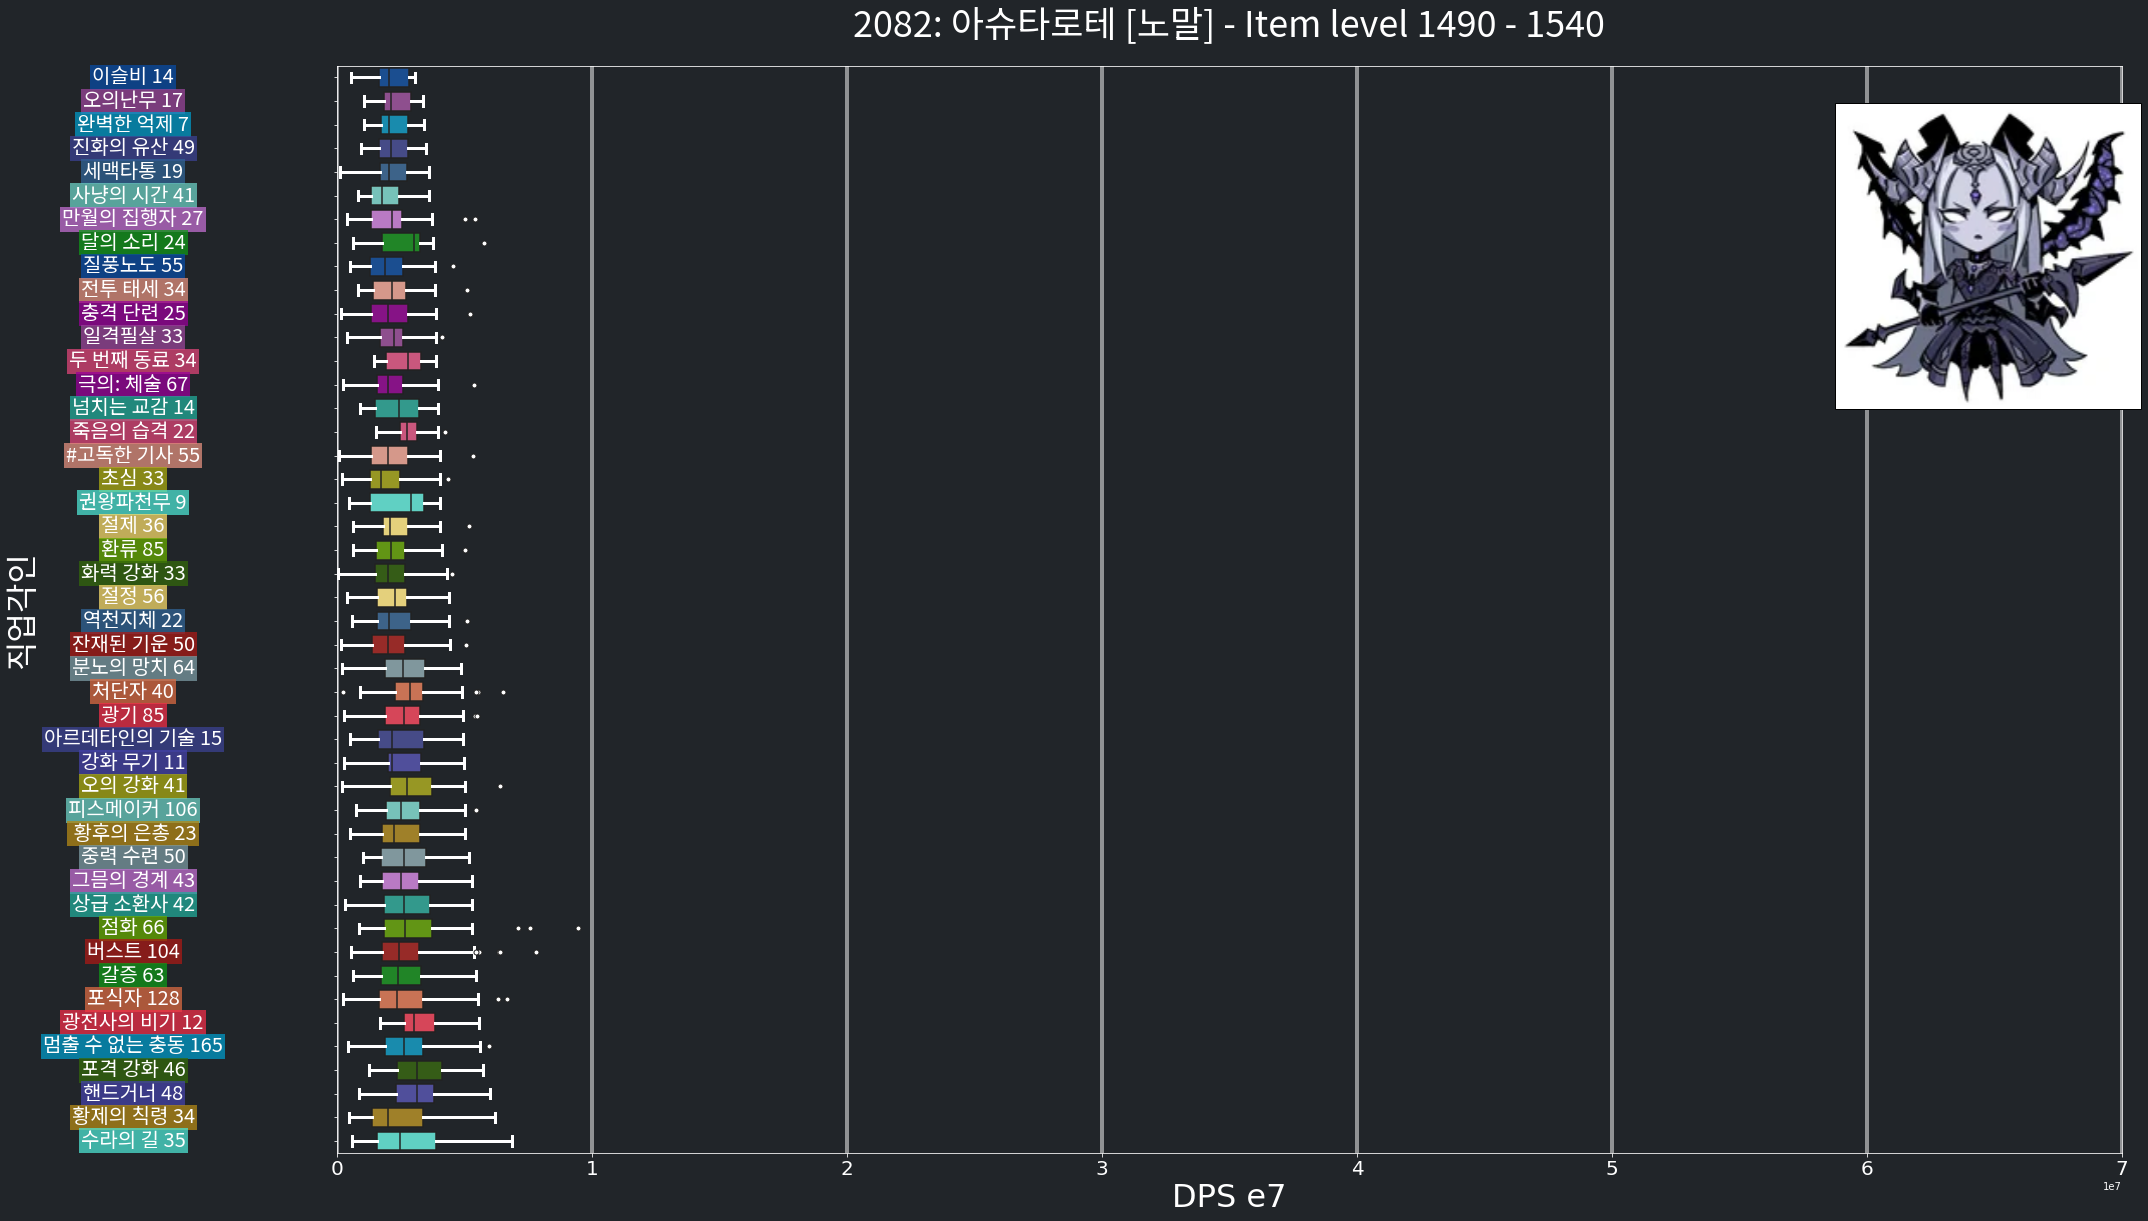 2082: 아슈타로테 [노말] - Item level 1490 - 1540
이슬비 14
오의난무 17
완벽한 억제 7
진화의 유산 49
세맥타통 19
사냥의 시간 41
만월의 집행자 27
달의 소리 24
질풍노도 55
전투 태세 34
충격 단련 25
일격필살 33
두 번째 동료 34
극의: 체술 67
넘치는 교감 14
죽음의 습격 22
#고독한 기사 55
초심 33
권왕파천무 9
절제 36
환류 85
화력 강화 33
절정 56
역천지체 22
잔재된 기운 50
분노의 망치 64
처단자 40
광기 85
아르데타인의 기술 15
강화 무기 11
오의 강화 41
피스메이커 106
황후의 은총 23
중력 수련 50
그믐의 경계 43
상급 소환사 42
점화 66
버스트 104
갈증 63
포식자 128
광전사의 비기 12
멈출 수 없는 충동 165
포격 강화 46
핸드거너 48
황제의 칙령 34
수라의 길 35
직업각인
0 1 2 3 4 5 6 7
1e7
DPS e7